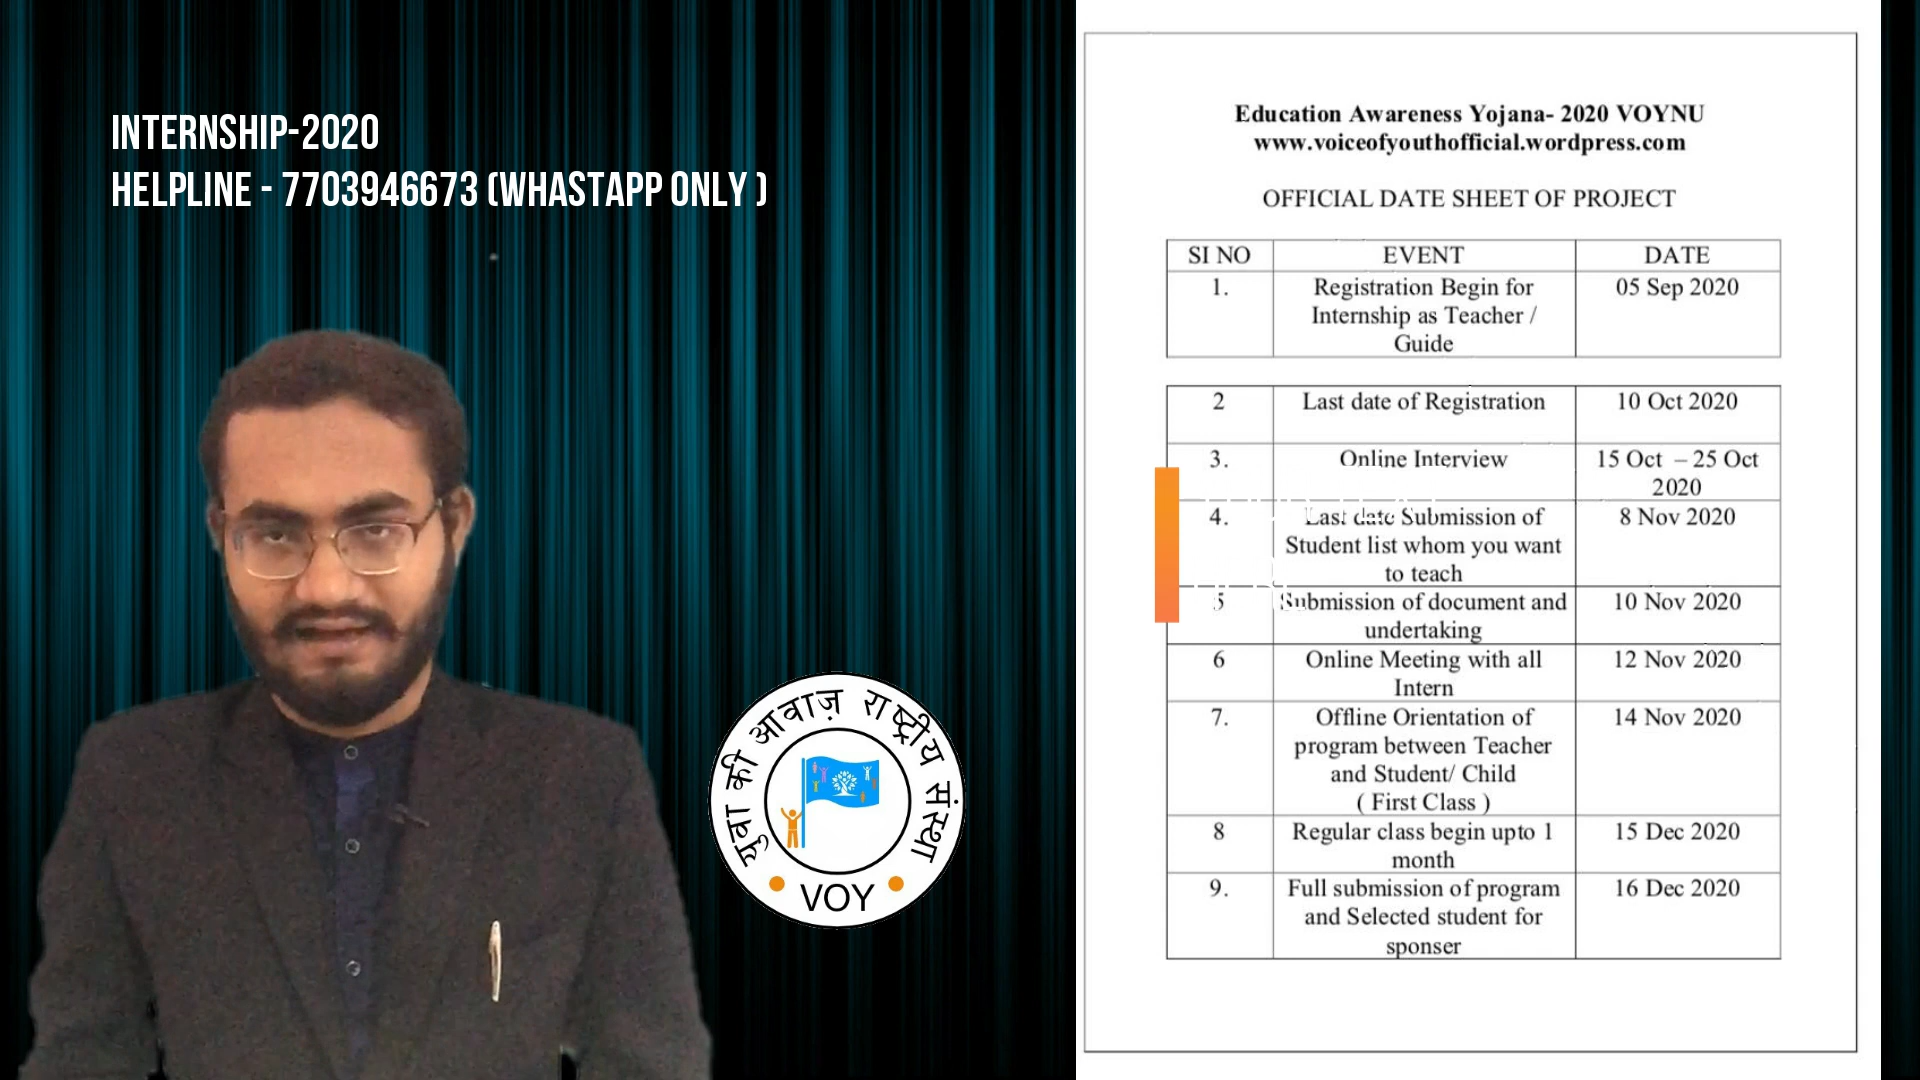 INTERNSHIP-2020
HELPLINE - 7703946673 (WHASTAPP ONLY )
युवा की आवाज़ राष्ट्रीय संस्था
VOY
Education Awareness Yojana- 2020 VOYNU
www.voiceofyouthofficial.wordpress.com
OFFICIAL DATE SHEET OF PROJECT
SI NO EVENT DATE
1. Registration Begin for 05 Sep 2020
Internship as Teacher /
Guide
2 Last date of Registration 10 Oct 2020
3. Online Interview 15 Oct – 25 Oct
2020
4. Last date Submission of 8 Nov 2020
Student list whom you want
to teach
5 Submission of document and 10 Nov 2020
undertaking
6 Online Meeting with all 12 Nov 2020
Intern
7. Offline Orientation of 14 Nov 2020
program between Teacher
and Student/ Child
( First Class )
8 Regular class begin upto 1 15 Dec 2020
month
9. Full submission of program 16 Dec 2020
and Selected student for
sponser